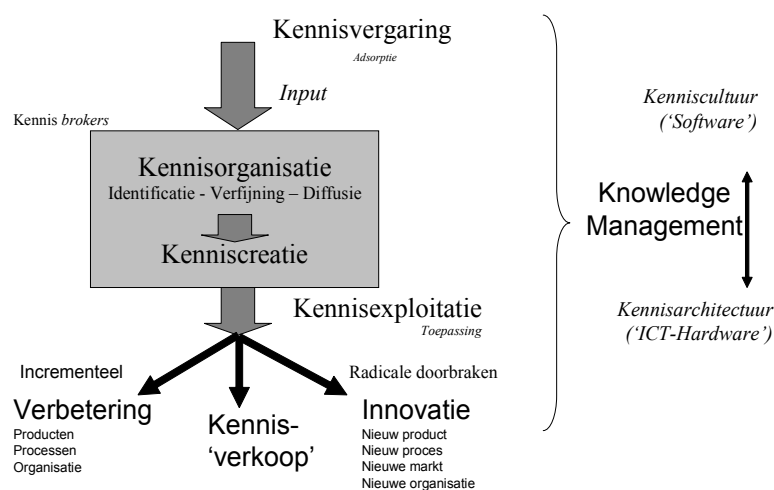 Kennisvergaring
Adsorptie
Input
Kennis brokers
Kennisorganisatie
Identificatie - Verfijning – Diffusie
Kenniscreatie
Kennisexploitatie
Toepassing
Incrementeel
Verbetering
Producten
Processen
Organisatie
Kennis-
‘verkoop’
Radicale doorbraken
Innovatie
Nieuw product
Nieuw proces
Nieuwe markt
Nieuwe organisatie
Kenniscultuur
(‘Software’)
Knowledge
Management
Kennisarchitectuur
(‘ICT-Hardware’)